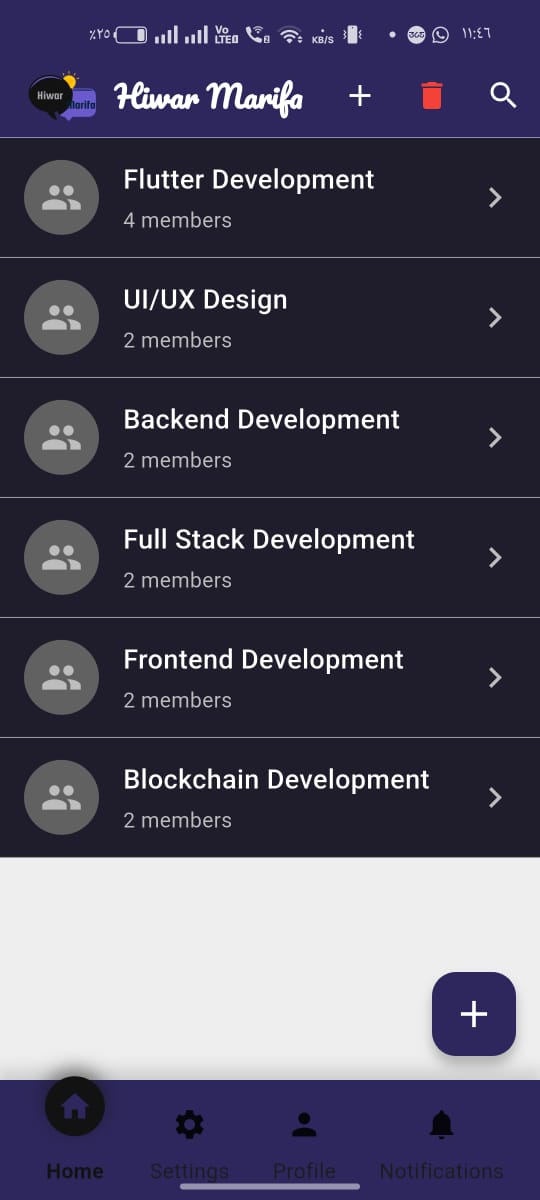 ٪٢٥
Vo
LTE
2
KB/S
١١:٤٦
Hiwar
Marifa
Hiwar Marifa
Flutter Development
4 members
UI/UX Design
2 members
Backend Development
2 members
Full Stack Development
2 members
Frontend Development
2 members
Blockchain Development
2 members
Home
Settings
Profile
Notifications